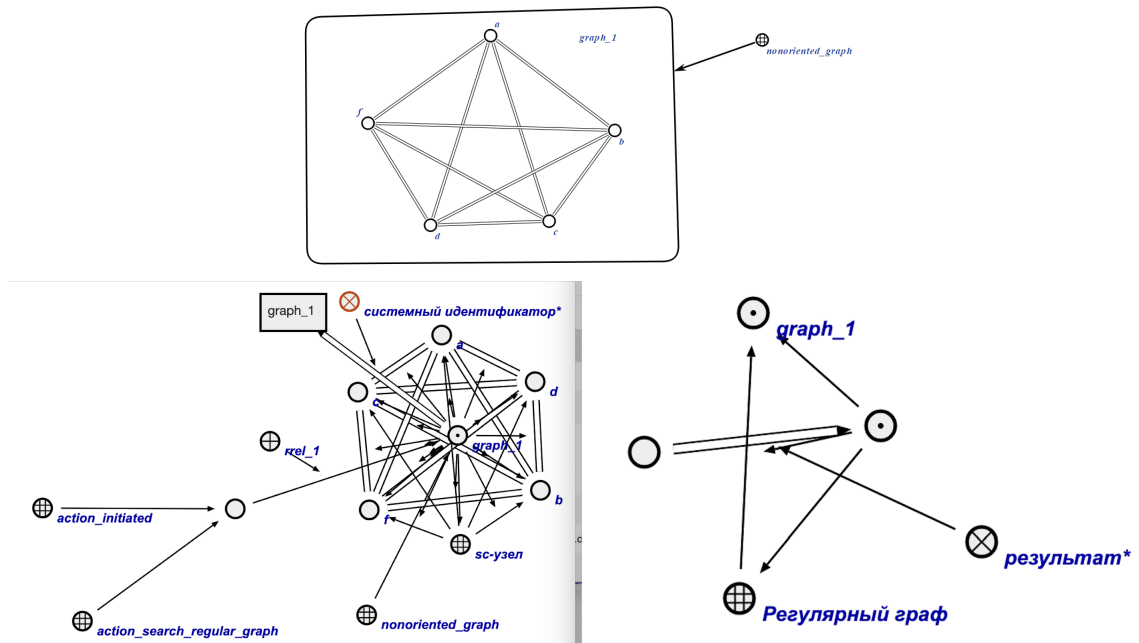 a
graph_1
nonoriented_graph
f
b
d
c
graph_1
системный идентификатор*
a
d
c
rrel_1
graph_1
b
f
action_initiated
sc-узел
nonoriented_graph
action_search_regular_graph
graph_1
результат*
Регулярный граф